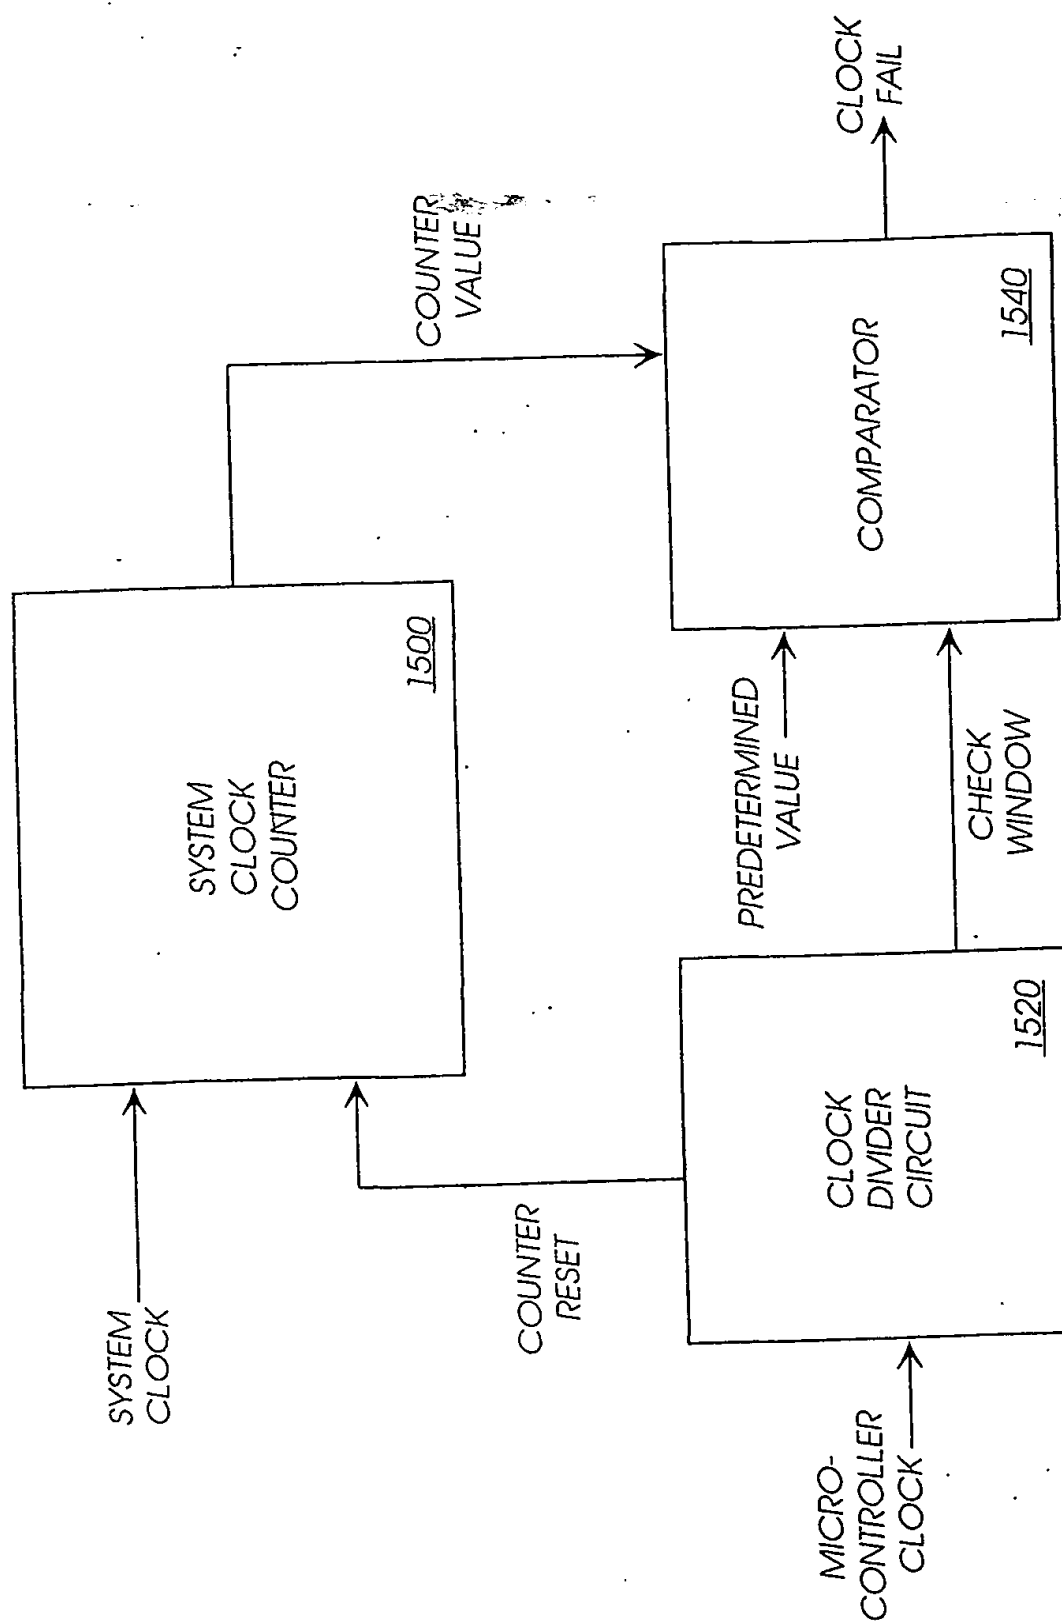 SYSTEM
CLOCK
SYSTEM
CLOCK
COUNTER
1500
COUNTER
VALUE
COUNTER
RESET
MICRO-
CONTROLLER
CLOCK
CLOCK
DIVIDER
CIRCUIT
1520
PREDETERMINED
VALUE
CHECK
WINDOW
COMPARATOR
1540
CLOCK
FAIL